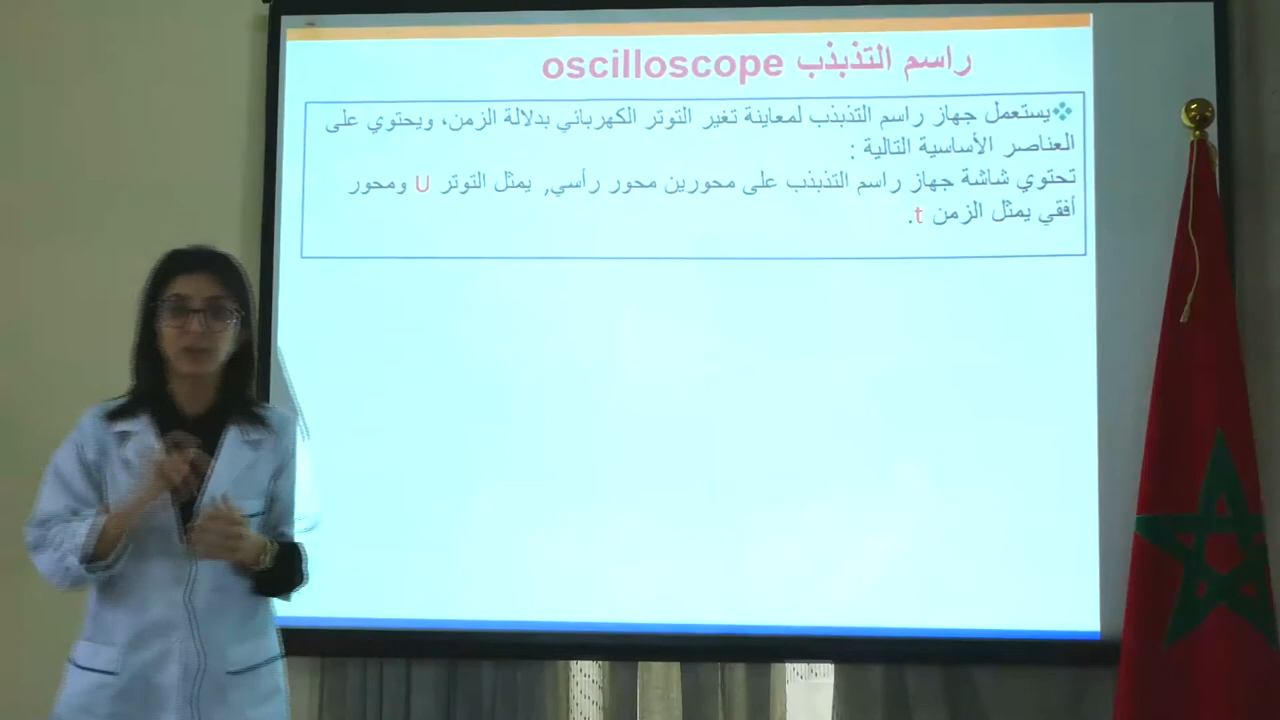 راسم التذبذب oscilloscope
❖يستعمل جهاز راسم التذبذب لمعاينة تغير التوتر الكهربائي بدلالة الزمن، ويحتوي على
العناصر الأساسية التالية :
تحتوي شاشة جهاز راسم التذبذب على محورين محور رأسي, يمثل التوتر U ومحور
أفقي يمثل الزمن t.